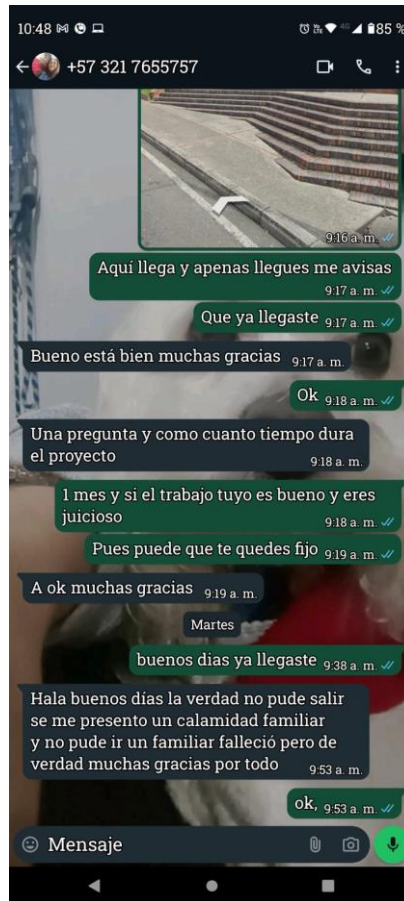 10:48
85 %
+57 321 7655757
9:16 a. m.
Aquí llega y apenas llegues me avisas
9:17 a. m.
Que ya llegaste 9:17 a. m.
Bueno está bien muchas gracias 9:17 a. m.
Ok 9:18 a. m.
Una pregunta y como cuanto tiempo dura
el proyecto
9:18 a. m.
1 mes y si el trabajo tuyo es bueno y eres
juicioso
9:18 a. m.
Pues puede que te quedes fijo 9:19 a. m.
A ok muchas gracias 9:19 a. m.
Martes
buenos dias ya llegaste 9:38 a. m.
Hala buenos días la verdad no pude salir
se me presento un calamidad familiar
y no pude ir un familiar falleció pero de
verdad muchas gracias por todo 9:53 a. m.
ok, 9:53 a. m.
Mensaje